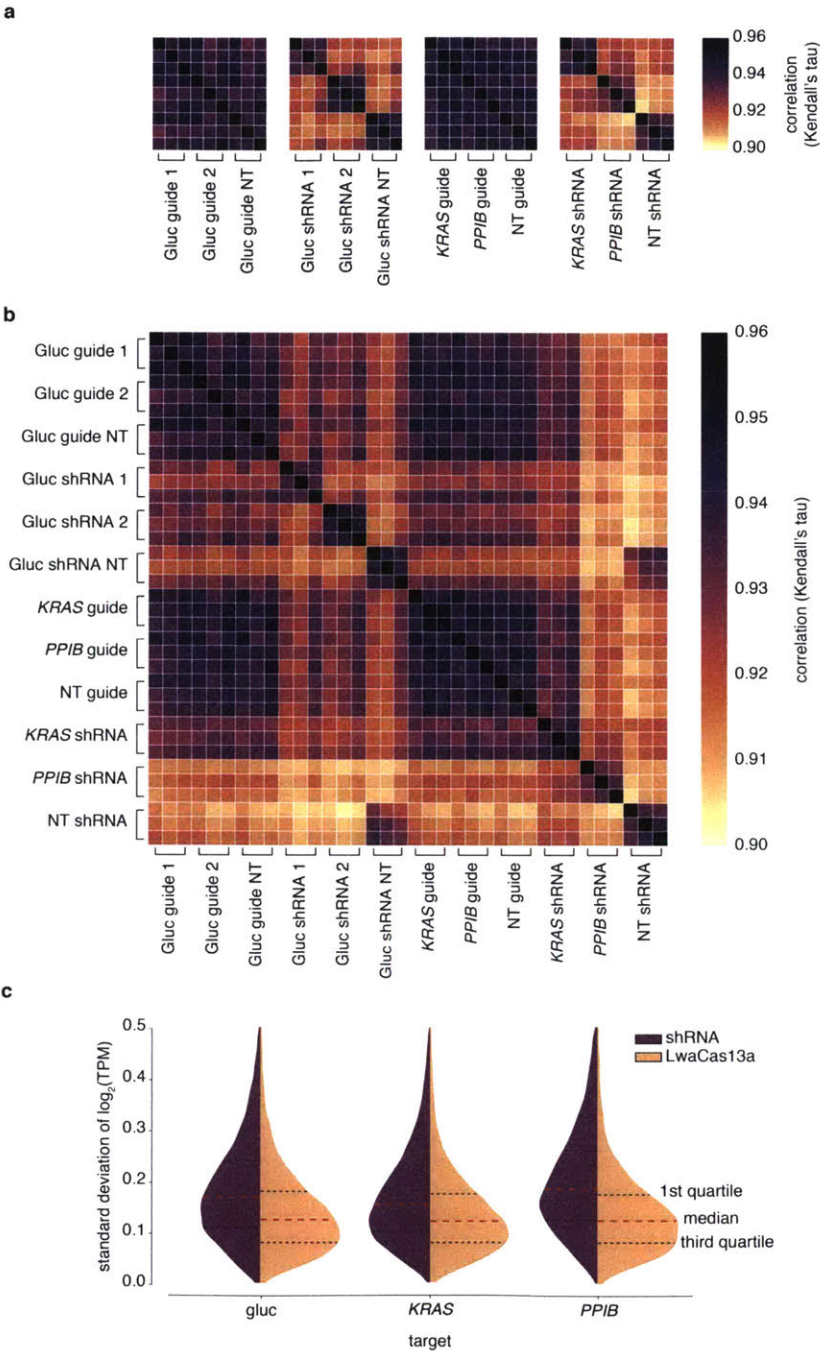 a
0.96
0.94
0.92
0.90
correlation
(Kendall's tau)
Gluc guide 1
Gluc guide 2
Gluc guide NT
Gluc shRNA 1
Gluc shRNA 2
Gluc shRNA NT
KRAS guide
PPIB guide
NT guide
KRAS shRNA
PPIB shRNA
NT shRNA
b
Gluc guide 1
Gluc guide 2
Gluc guide NT
Gluc shRNA 1
Gluc shRNA 2
Gluc shRNA NT
KRAS guide
PPIB guide
NT guide
KRAS shRNA
PPIB shRNA
NT shRNA
0.96
0.95
0.94
0.93
0.92
0.91
0.90
correlation (Kendall's tau)
Gluc guide 1
Gluc guide 2
Gluc guide NT
Gluc shRNA 1
Gluc shRNA 2
Gluc shRNA NT
KRAS guide
PPIB guide
NT guide
KRAS shRNA
PPIB shRNA
NT shRNA
c
standard deviation of log2(TPM)
0.5
0.4
0.3
0.2
0.1
0.0
shRNA
LwaCas13a
1st quartile
median
third quartile
gluc
KRAS
PPIB
target